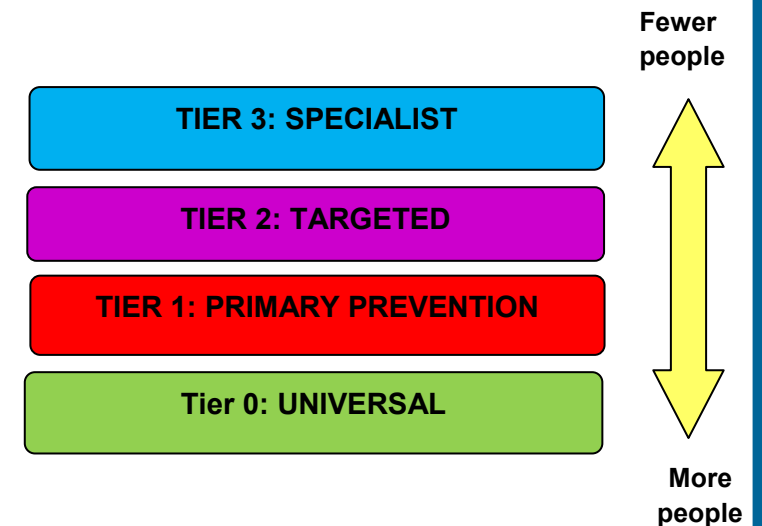 Fewer
people
TIER 3: SPECIALIST
TIER 2: TARGETED
TIER 1: PRIMARY PREVENTION
Tier 0: UNIVERSAL
More
people